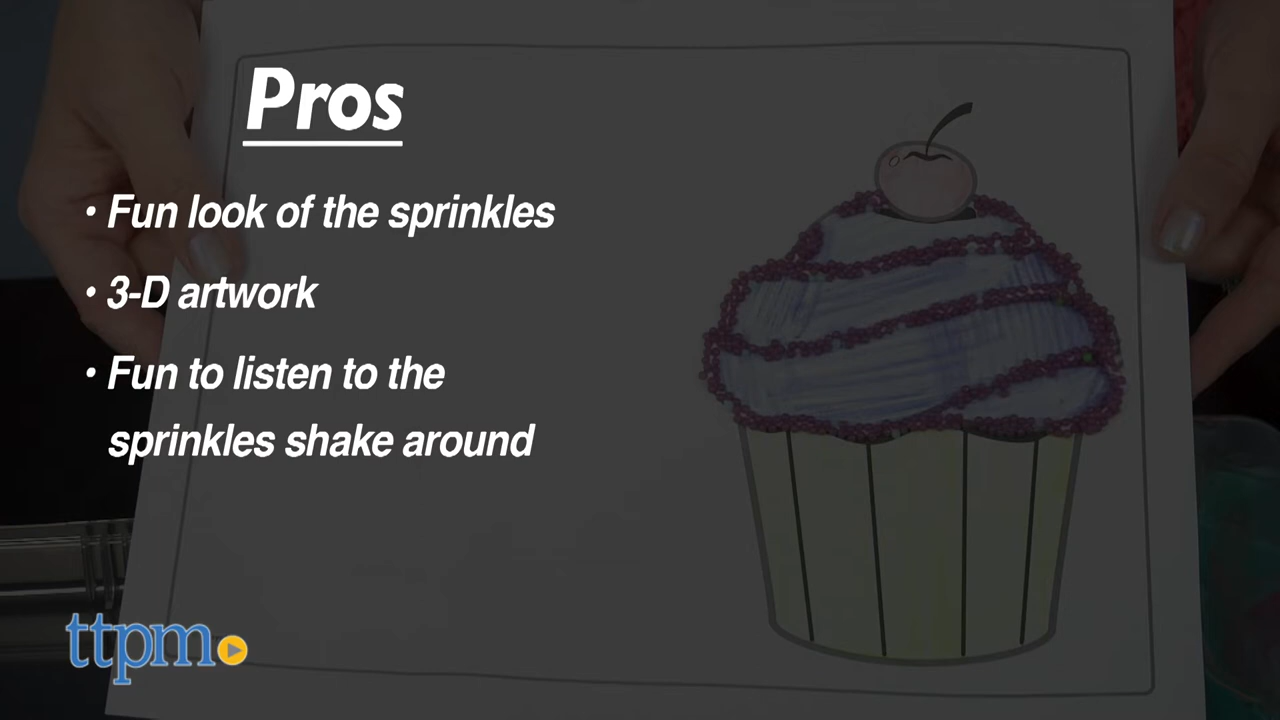 Pros
• Fun look of the sprinkles
• 3-D artwork
• Fun to listen to the
sprinkles shake around
ttpm